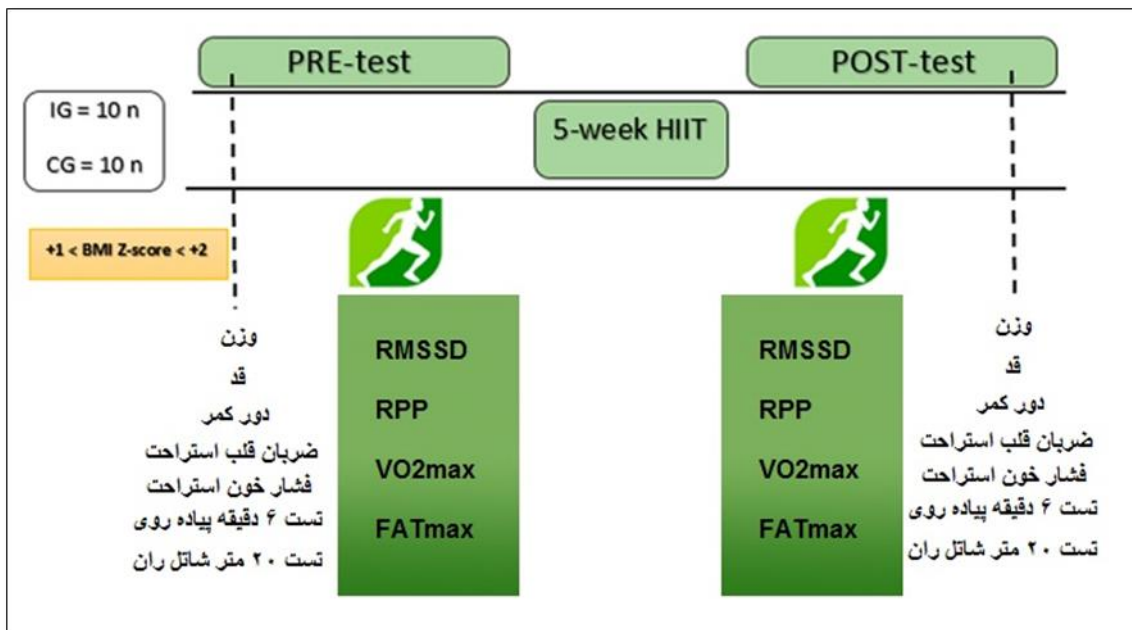 PRE-test
POST-test
IG = 10 n
CG = 10 n
5-week HIIT
+1 < BMI Z-score < +2
وزن
قد
دور کمر
ضربان قلب استراحت
فشار خون استراحت
تست ۶ دقیقه پیاده روی
تست ۲۰ متر شاتل ران
RMSSD
RPP
VO2max
FATmax
RMSSD
RPP
VO2max
FATmax
وزن
قد
دور کمر
ضربان قلب استراحت
فشار خون استراحت
تست ۶ دقیقه پیاده روی
تست ۲۰ متر شاتل ران